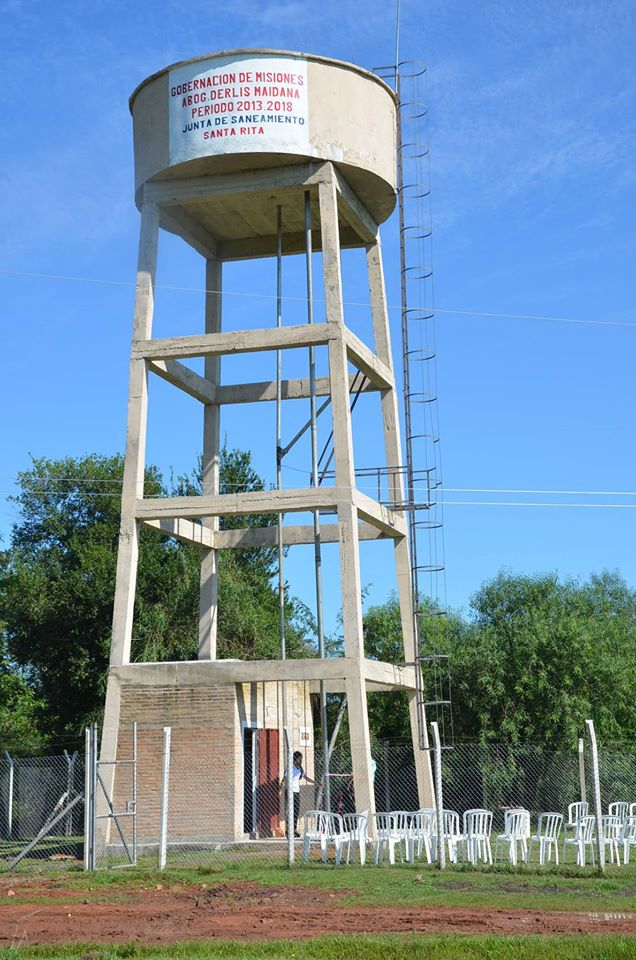 GOBERNACION DE MISIONES
ABOG. DERLIS MAIDANA
PERIODO 2013.2018
JUNTA DE SANEAMIENTO
SANTA RITA